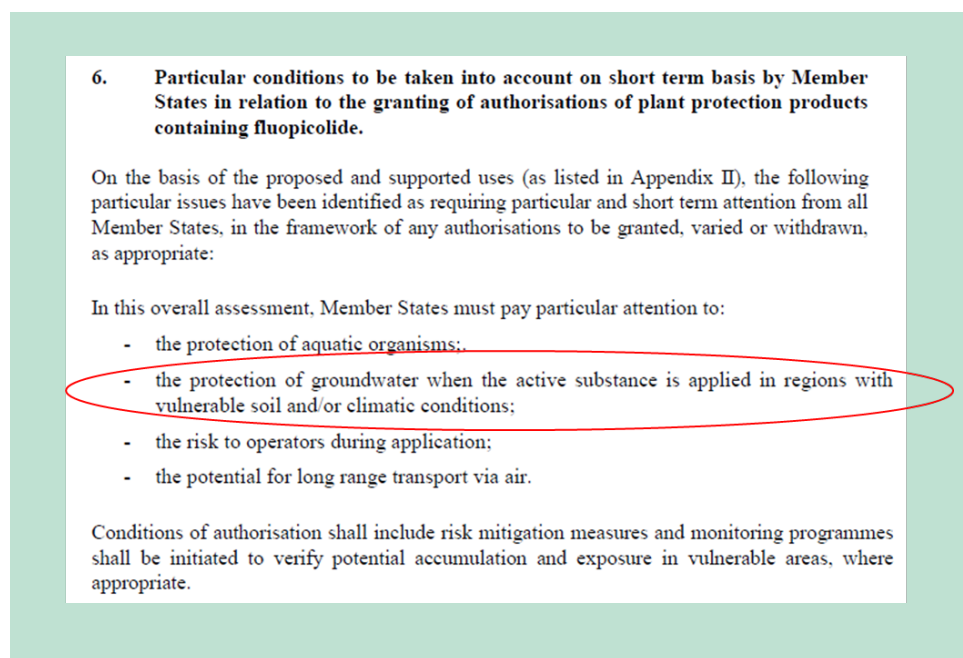 6. Particular conditions to be taken into account on short term basis by Member
States in relation to the granting of authorisations of plant protection products
containing fluopicolide.
On the basis of the proposed and supported uses (as listed in Appendix II), the following
particular issues have been identified as requiring particular and short term attention from all
Member States, in the framework of any authorisations to be granted, varied or withdrawn,
as appropriate:
In this overall assessment, Member States must pay particular attention to:
- the protection of aquatic organisms;.
- the protection of groundwater when the active substance is applied in regions with
vulnerable soil and/or climatic conditions;
- the risk to operators during application;
- the potential for long range transport via air.
Conditions of authorisation shall include risk mitigation measures and monitoring programmes
shall be initiated to verify potential accumulation and exposure in vulnerable areas, where
appropriate.